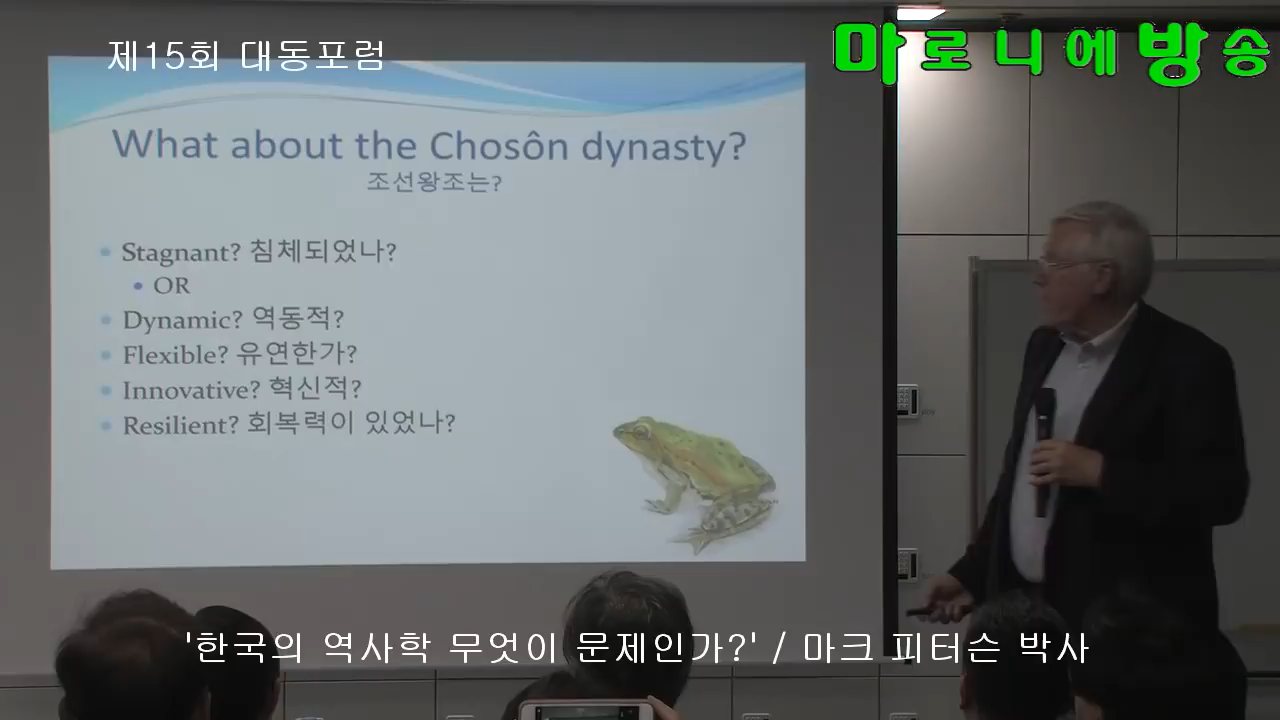 제15회 대동포럼
마로니에방송
What about the Chosôn dynasty?
조선왕조는?
Stagnant? 침체되었나?
OR
Dynamic? 역동적?
Flexible? 유연한가?
Innovative? 혁신적?
Resilient? 회복력이 있었나?
'한국의 역사학 무엇이 문제인가?' / 마크 피터슨 박사